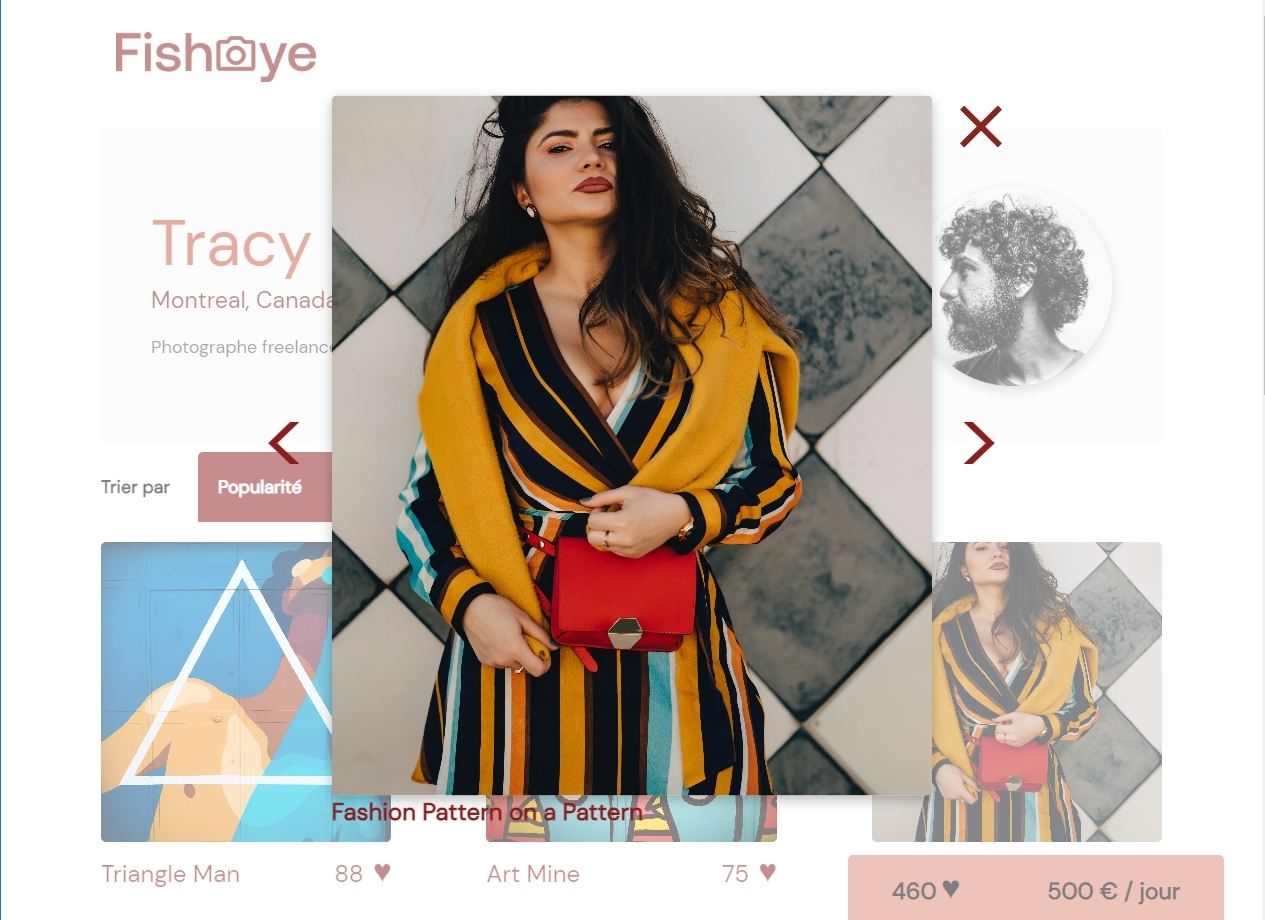 Fisheye
Tracy
Montreal, Canada
Photographe freelance
Trier par
Popularité
Fashion Pattern on a Pattern
Triangle Man
88 ♥
Art Mine
75 ♥
460 ♥
500 € / jour